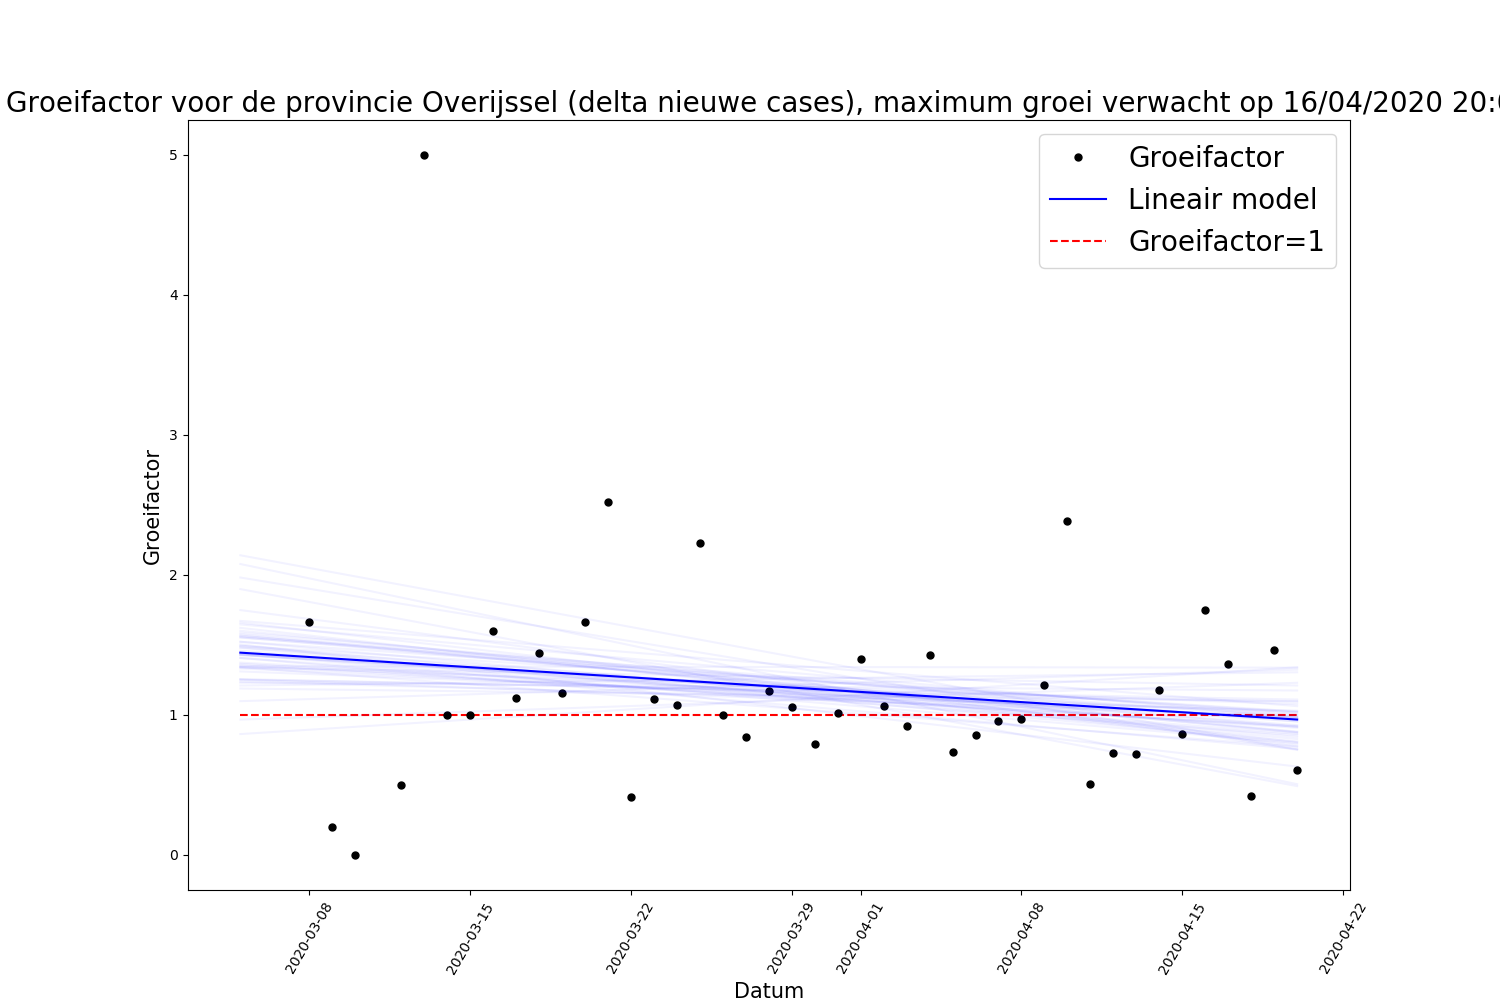 Groeifactor voor de provincie Overijssel (delta nieuwe cases), maximum groei verwacht op 16/04/2020
Groeifactor
Lineair model
Groeifactor=1
5
4
3
2
1
0
Groeifactor
2020-03-08
2020-03-15
2020-03-22
2020-03-29
2020-04-01
2020-04-08
2020-04-15
2020-04-22
Datum